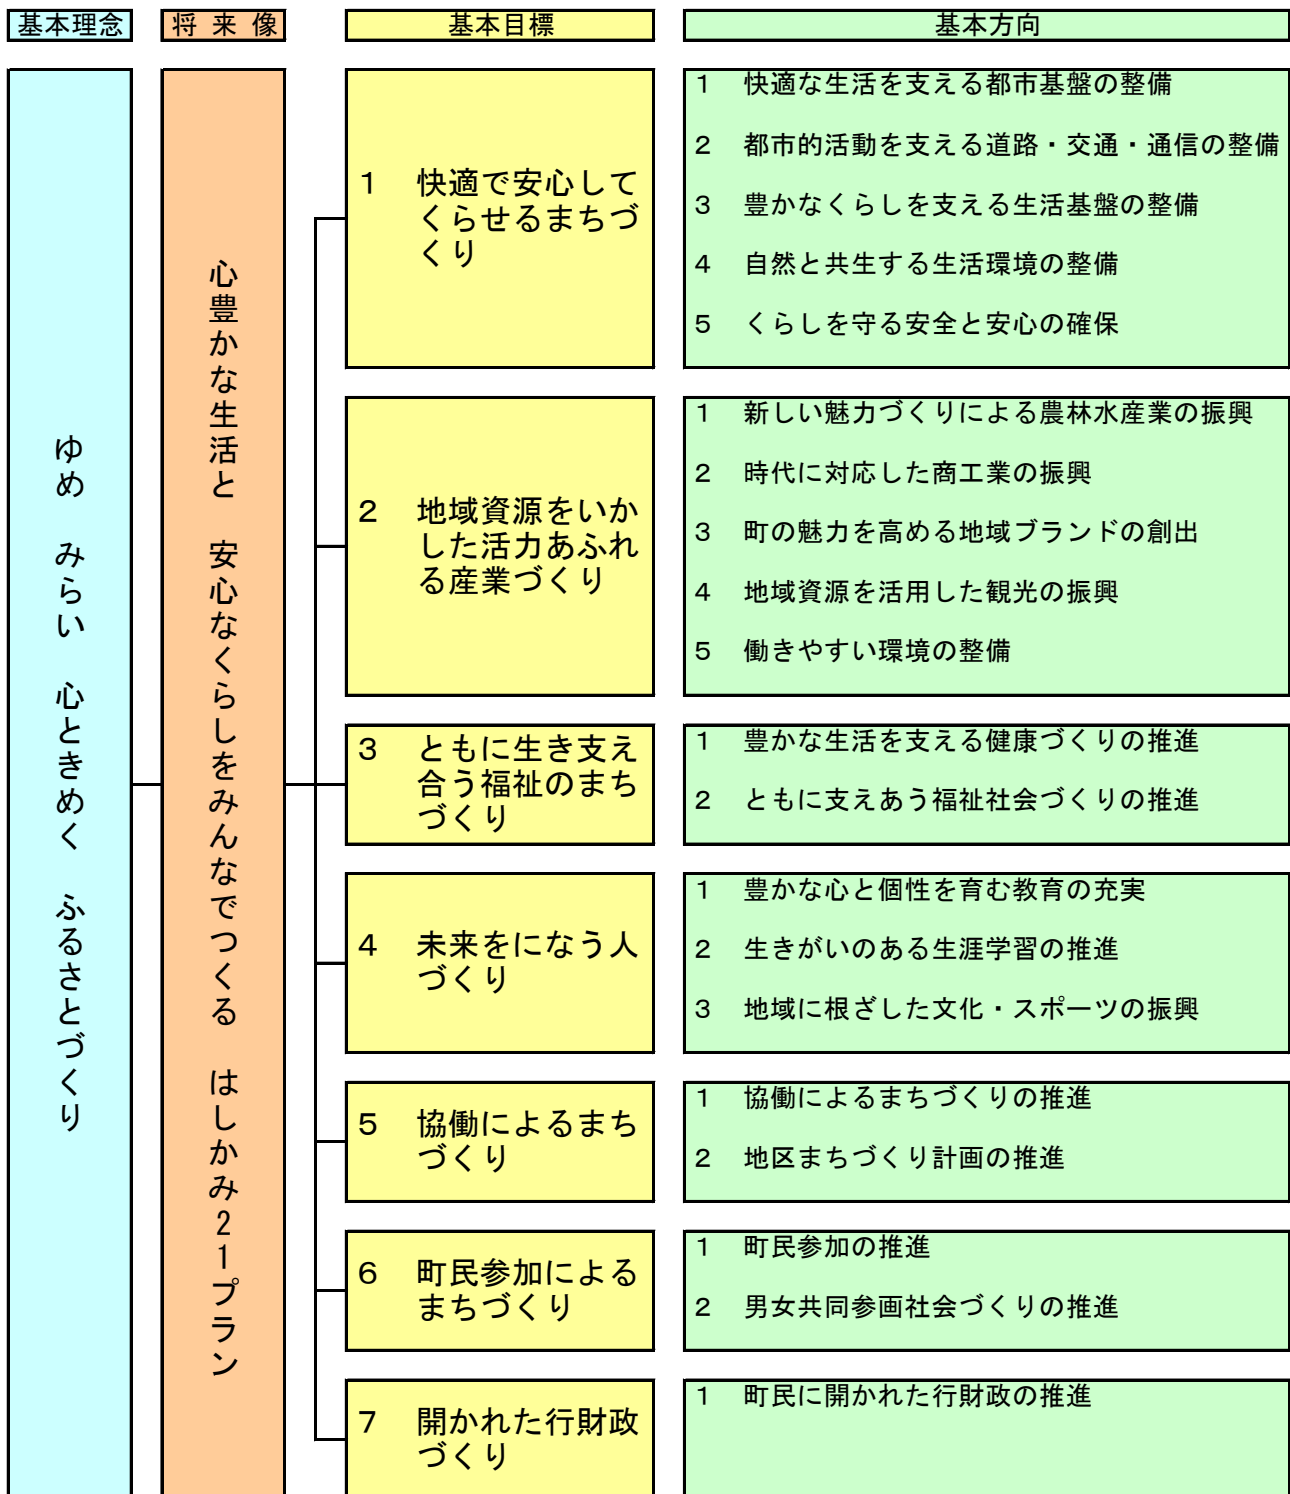 基本理念
将 来 像
基本目標
基本方向
ゆめ　みらい　心ときめく　ふるさとづくり
心豊かな生活と　安心なくらしをみんなでつくる　はしかみ21プラン
1　快適で安心して
くらせるまちづ
くり
1　快適な生活を支える都市基盤の整備
2　都市的活動を支える道路・交通・通信の整備
3　豊かなくらしを支える生活基盤の整備
4　自然と共生する生活環境の整備
5　くらしを守る安全と安心の確保
2　地域資源をいか
した活力あふれ
る産業づくり
1　新しい魅力づくりによる農林水産業の振興
2　時代に対応した商工業の振興
3　町の魅力を高める地域ブランドの創出
4　地域資源を活用した観光の振興
5　働きやすい環境の整備
3　ともに生き支え
合う福祉のまち
づくり
1　豊かな生活を支える健康づくりの推進
2　ともに支えあう福祉社会づくりの推進
4　未来をになう人
づくり
1　豊かな心と個性を育む教育の充実
2　生きがいのある生涯学習の推進
3　地域に根ざした文化・スポーツの振興
5　協働によるまち
づくり
1　協働によるまちづくりの推進
2　地区まちづくり計画の推進
6　町民参加による
まちづくり
1　町民参加の推進
2　男女共同参画社会づくりの推進
7　開かれた行財政
づくり
1　町民に開かれた行財政の推進